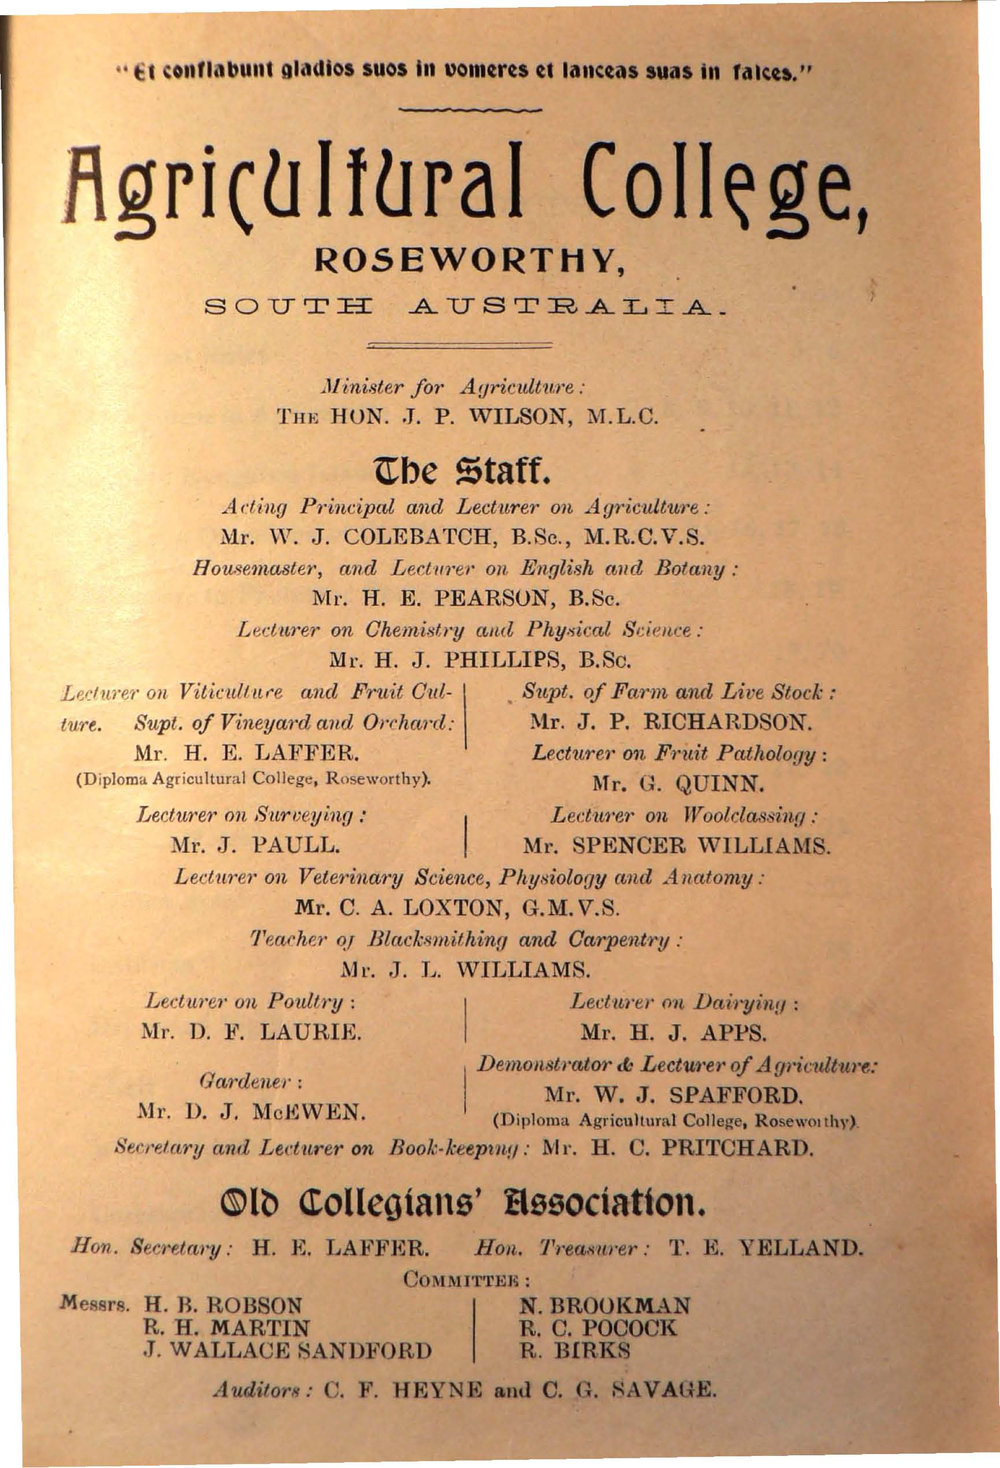 "Et conflabunt gladios suos in vomeres et lanceas suas in falces."
Agricultural College,
ROSEWORTHY,
SOUTH AUSTRALIA.
Minister for Agriculture:
THE HON. J. P. WILSON, M.L.C.
The Staff.
Acting Principal and Lecturer on Agriculture:
Mr. W. J. COLEBATCH, B.Sc., M.R.C.V.S.
Housemaster, and Lecturer on English and Botany:
Mr. H. E. PEARSON, B.Sc.
Lecturer on Chemistry and Physical Science:
Mr. H. J. PHILLIPS, B.Sc.
Lecturer on Viticulture and Fruit Cul-
ture. Supt. of Vineyard and Orchard:
Mr. H. E. LAFFER.
(Diploma Agricultural College, Roseworthy).
Supt. of Farm and Live Stock:
Mr. J. P. RICHARDSON.
Lecturer on Fruit Pathology:
Mr. G. QUINN.
Lecturer on Surveying:
Mr. J. PAULL.
Lecturer on Woolclassing:
Mr. SPENCER WILLIAMS.
Lecturer on Veterinary Science, Physiology and Anatomy:
Mr. C. A. LOXTON, G.M.V.S.
Teacher of Blacksmithing and Carpentry:
Mr. J. L. WILLIAMS.
Lecturer on Poultry:
Mr. D. F. LAURIE.
Lecturer on Dairying:
Mr. H. J. APPS.
Gardener:
Mr. D. J. McEWEN.
Demonstrator & Lecturer of Agriculture:
Mr. W. J. SPAFFORD.
(Diploma Agricultural College, Roseworthy).
Secretary and Lecturer on Book-keeping: Mr. H. C. PRITCHARD.
Old Collegians' Association.
Hon. Secretary: H. E. LAFFER. Hon. Treasurer: T. E. YELLAND.
COMMITTEE:
Messrs. H. B. ROBSON
R. H. MARTIN
J. WALLACE SANDFORD
N. BROOKMAN
R. C. POCOCK
R. BIRKS
Auditors: C. F. HEYNE and C. G. SAVAGE.